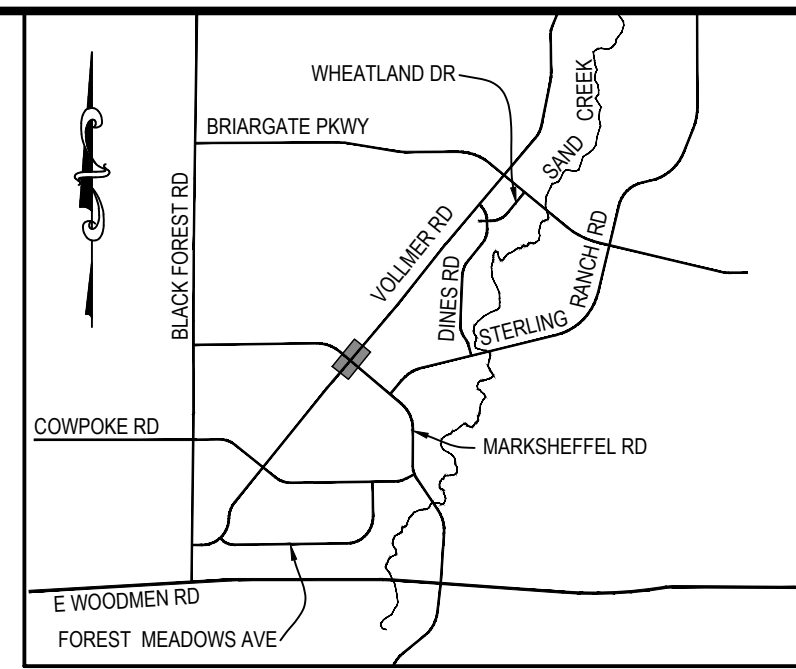 WHEATLAND DR
SAND CREEK
BRIARGATE PKWY
BLACK FOREST RD
VOLLMER RD
DINES RD
STERLING RANCH RD
COWPOKE RD
MARKSHEFFEL RD
E WOODMEN RD
FOREST MEADOWS AVE